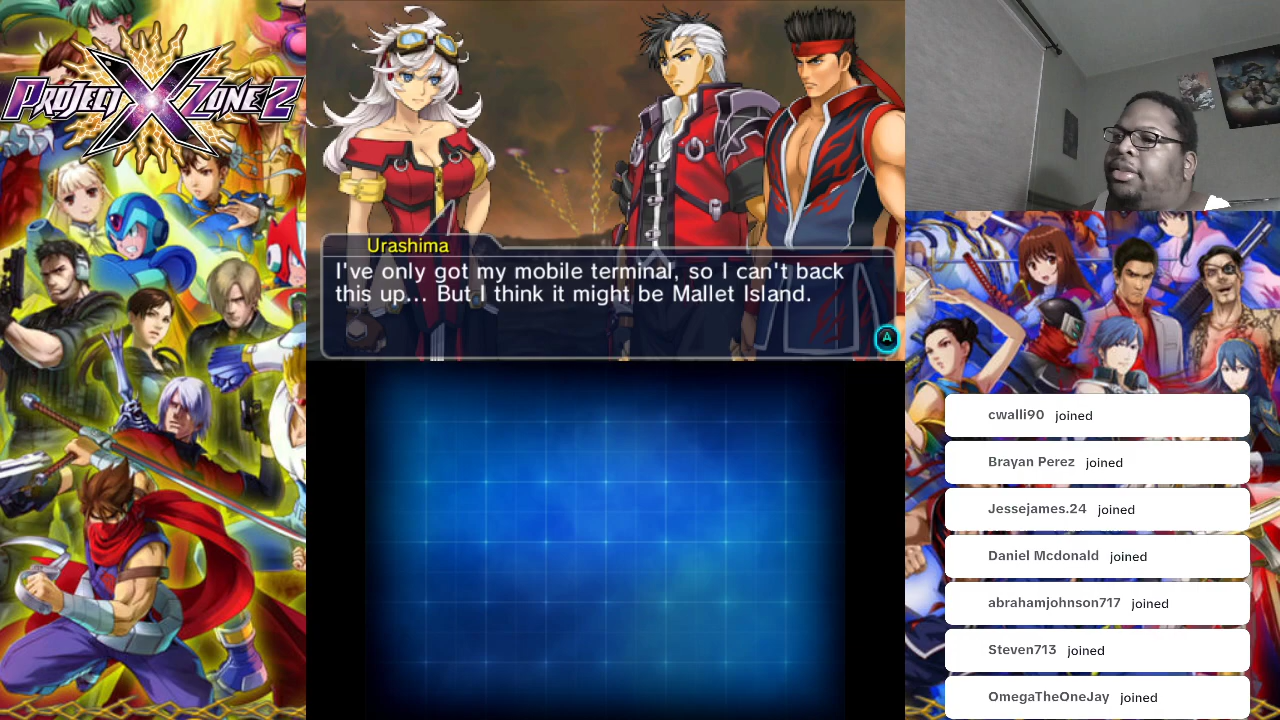 PROJECT X ZONE 2
Urashima
I've only got my mobile terminal, so I can't back
this up... But I think it might be Mallet Island.
A
cwalli90 joined
Brayan Perez joined
Jessejames.24 joined
Daniel Mcdonald joined
abrahamjohnson717 joined
Steven713 joined
OmegaTheOneJay joined